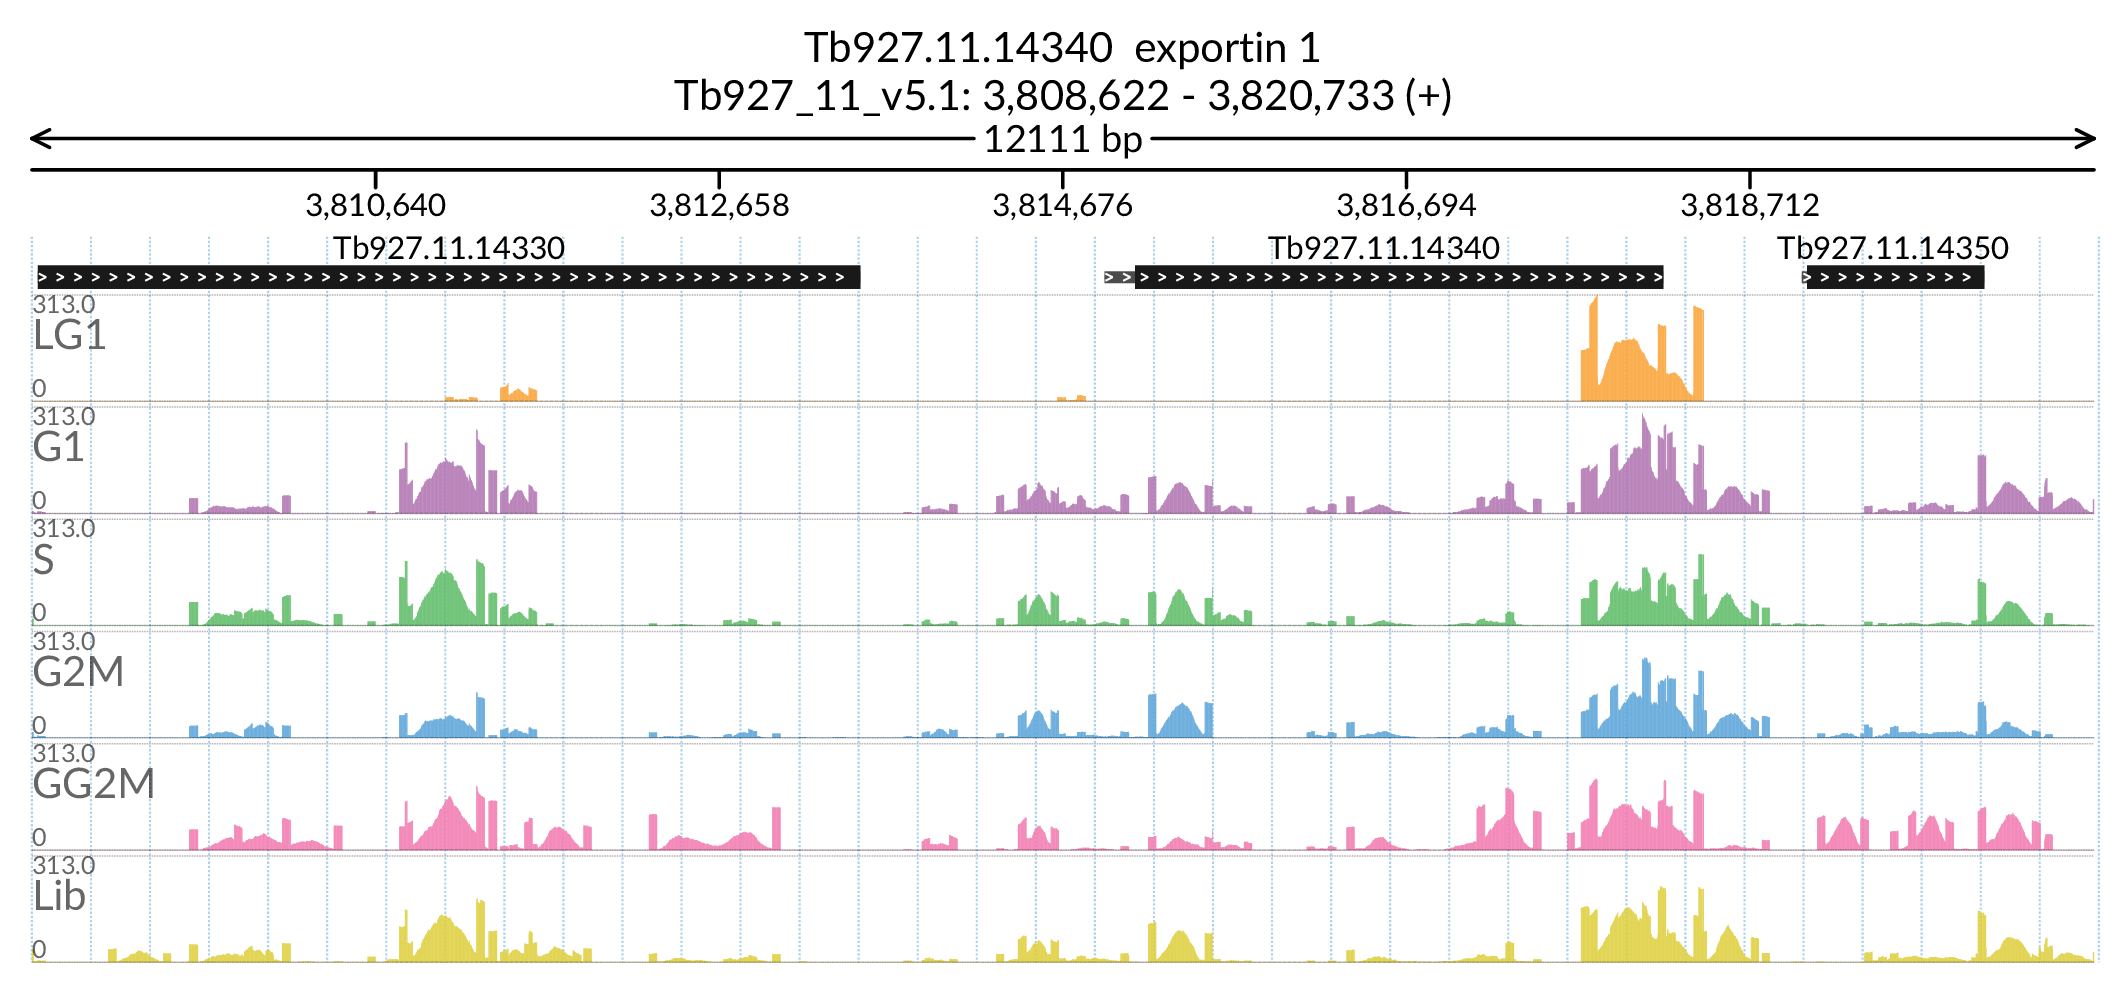 Tb927.11.14340 exportin 1
Tb927_11_v5.1: 3,808,622 - 3,820,733 (+)
12111 bp
3,810,640 3,812,658 3,814,676 3,816,694 3,818,712
Tb927.11.14330 Tb927.11.14340 Tb927.11.14350
313.0
LG1
0
313.0
G1
0
313.0
S
0
313.0
G2M
0
313.0
GG2M
0
313.0
Lib
0